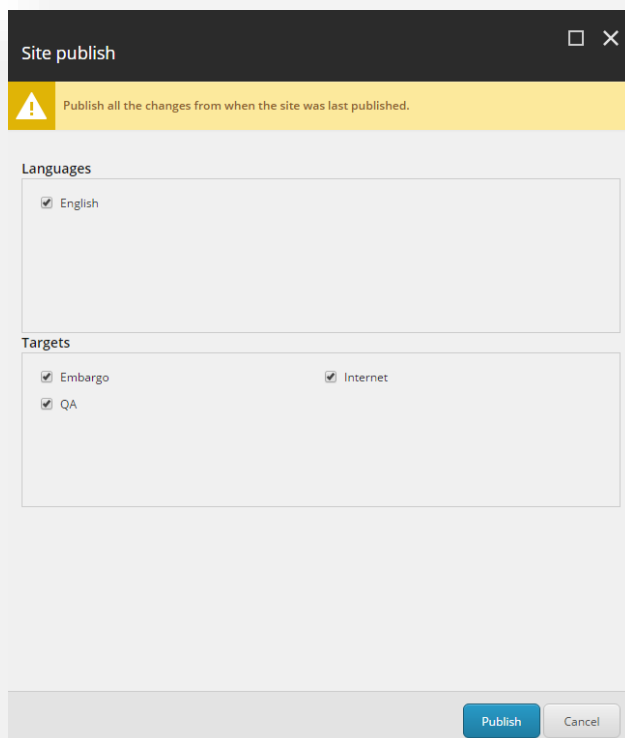 Site publish
Publish all the changes from when the site was last published.
Languages
English
Targets
Embargo
Internet
QA
Publish
Cancel